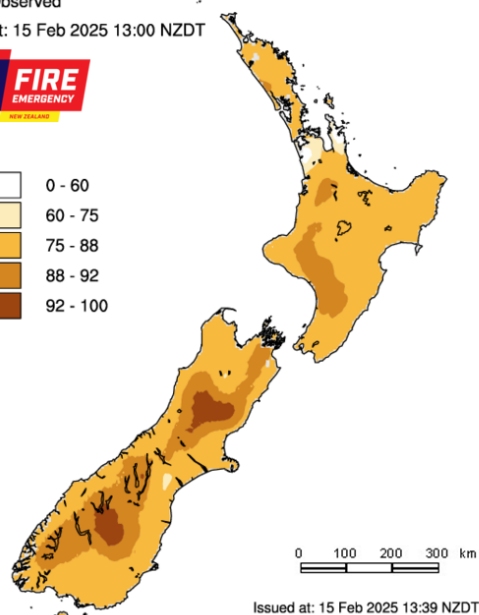 t: 15 Feb 2025 13:00 NZDT
FIRE
EMERGENCY
NEW ZEALAND
0 - 60
60 - 75
75 - 88
88 - 92
92 - 100
0 100 200 300 km
Issued at: 15 Feb 2025 13:39 NZDT